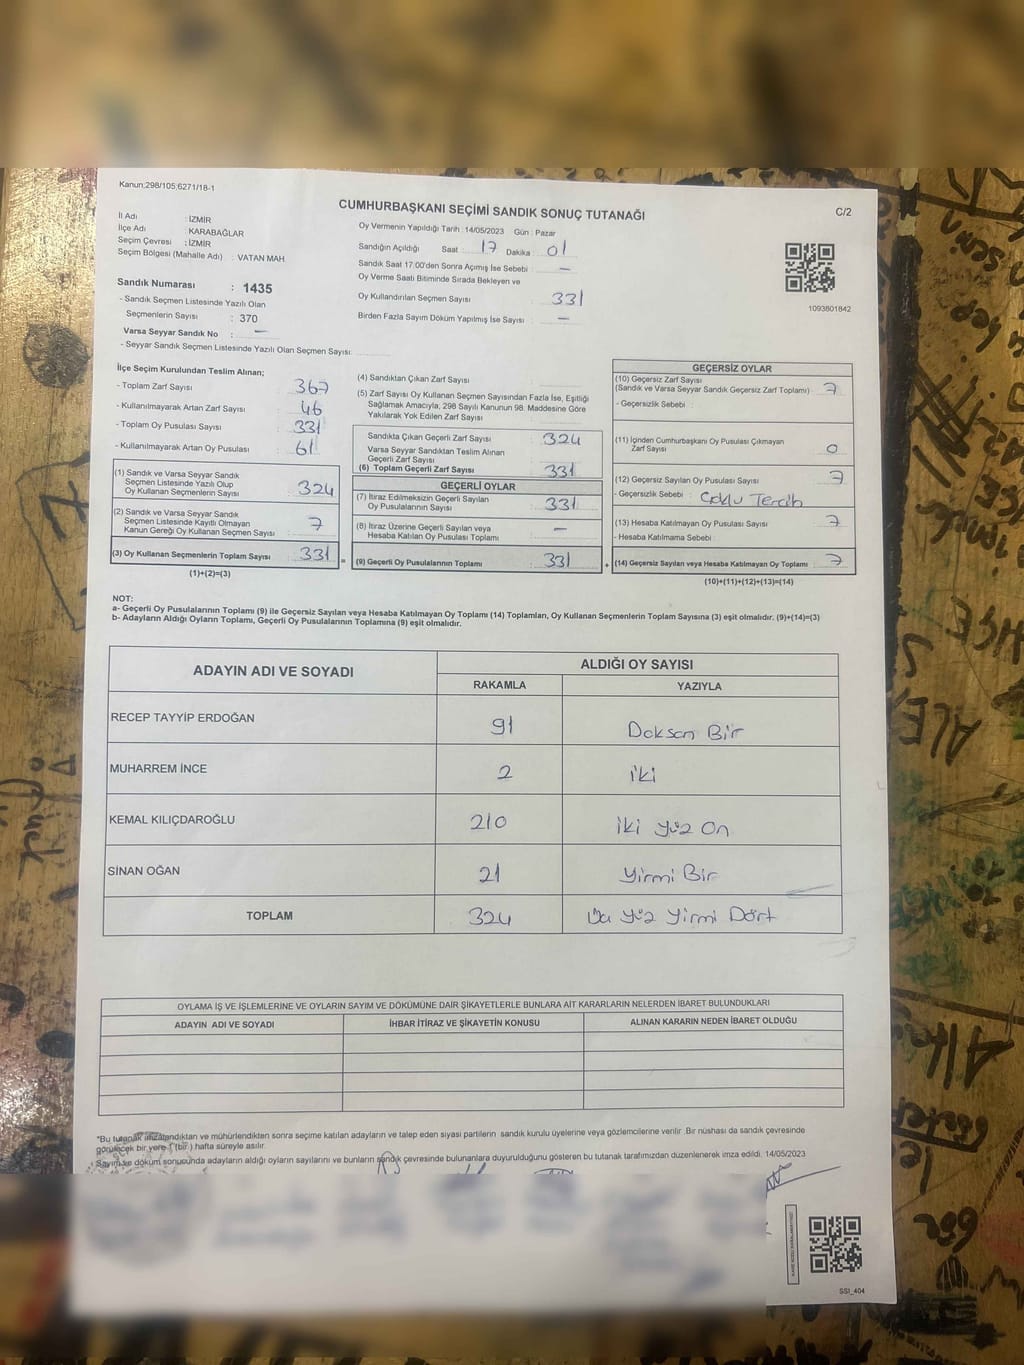 Kanun;298/105;6271/18-1
CUMHURBAŞKANI SEÇİMİ SANDIK SONUÇ TUTANAĞI
C/2
İl Adı : İZMİR
İlçe Adı : KARABAĞLAR
Seçim Çevresi : İZMİR
Seçim Bölgesi (Mahalle Adı) : VATAN MAH
Sandık Numarası : 1435
- Sandık Seçmen Listesinde Yazılı Olan
Seçmenlerin Sayısı : 370
Varsa Seyyar Sandık No : —
- Seyyar Sandık Seçmen Listesinde Yazılı Olan Seçmen Sayısı:
Oy Vermenin Yapıldığı Tarih :14/05/2023 Gün : Pazar
Sandığın Açıldığı Saat : 17 Dakika : 01
Sandık Saat 17:00'den Sonra Açımış İse Sebebi : —
Oy Verme Saati Bitiminde Sırada Bekleyen ve
Oy Kullandırılan Seçmen Sayısı : 331
Birden Fazla Sayım Döküm Yapılmış İse Sayısı : —
1093801842
İlçe Seçim Kurulundan Teslim Alınan;
- Toplam Zarf Sayısı : 367
- Kullanılmayarak Artan Zarf Sayısı : 46
- Toplam Oy Pusulası Sayısı : 331
- Kullanılmayarak Artan Oy Pusulası : 61
(1) Sandık ve Varsa Seyyar Sandık
Seçmen Listesinde Yazılı Olup
Oy Kullanan Seçmenlerin Sayısı : 324
(2) Sandık ve Varsa Seyyar Sandık
Seçmen Listesinde Kayıtlı Olmayan
Kanun Gereği Oy Kullanan Seçmen Sayısı : 7
(3) Oy Kullanan Seçmenlerin Toplam Sayısı : 331
(1)+(2)=(3)
(4) Sandıktan Çıkan Zarf Sayısı :
(5) Zarf Sayısı Oy Kullanan Seçmen Sayısından Fazla İse, Eşitliği
Sağlamak Amacıyla, 298 Sayılı Kanunun 98. Maddesine Göre
Yakılarak Yok Edilen Zarf Sayısı :
Sandıkta Çıkan Geçerli Zarf Sayısı : 324
Varsa Seyyar Sandıktan Teslim Alınan
Geçerli Zarf Sayısı :
(6) Toplam Geçerli Zarf Sayısı : 331
GEÇERLİ OYLAR
(7) İtiraz Edilmeksizin Geçerli Sayılan
Oy Pusulalarının Sayısı : 331
(8) İtiraz Üzerine Geçerli Sayılan veya
Hesaba Katılan Oy Pusulası Toplamı : —
= (9) Geçerli Oy Pusulalarının Toplamı : 331
GEÇERSİZ OYLAR
(10) Geçersiz Zarf Sayısı
(Sandık ve Varsa Seyyar Sandık Geçersiz Zarf Toplamı) : 7
- Geçersizlik Sebebi :
(11) İçinden Cumhurbaşkanı Oy Pusulası Çıkmayan
Zarf Sayısı : 0
(12) Geçersiz Sayılan Oy Pusulası Sayısı : 7
- Geçersizlik Sebebi : Çoklu Tercih
(13) Hesaba Katılmayan Oy Pusulası Sayısı : 7
- Hesaba Katılmama Sebebi :
+ (14) Geçersiz Sayılan veya Hesaba Katılmayan Oy Toplamı : 7
(10)+(11)+(12)+(13)=(14)
NOT:
a- Geçerli Oy Pusulalarının Toplamı (9) ile Geçersiz Sayılan veya Hesaba Katılmayan Oy Toplamı (14) Toplamları, Oy Kullanan Seçmenlerin Toplam Sayısına (3) eşit olmalıdır. (9)+(14)=(3)
b- Adayların Aldığı Oyların Toplamı, Geçerli Oy Pusulalarının Toplamına (9) eşit olmalıdır.
ADAYIN ADI VE SOYADI ALDIĞI OY SAYISI
RAKAMLA YAZIYLA
RECEP TAYYİP ERDOĞAN 91 Doksan Bir
MUHARREM İNCE 2 iki
KEMAL KILIÇDAROĞLU 210 iki yüz On
SİNAN OĞAN 21 yirmi Bir
TOPLAM 324 Üç yüz yirmi Dört
OYLAMA İŞ VE İŞLEMLERİNE VE OYLARIN SAYIM VE DÖKÜMÜNE DAİR ŞİKAYETLERLE BUNLARA AİT KARARLARIN NELERDEN İBARET BULUNDUKLARI
ADAYIN ADI VE SOYADI İHBAR İTİRAZ VE ŞİKAYETİN KONUSU ALINAN KARARIN NEDEN İBARET OLDUĞU
*Bu tutanak imzalandıktan ve mühürlendikten sonra seçime katılan adayların ve talep eden siyasi partilerin sandık kurulu üyelerine veya gözlemcilerine verilir .Bir nüshası da sandık çevresinde
görülecek bir yere 1 (bir ) hafta süreyle asılır.
Sayım ve döküm sonucunda adayların aldığı oyların sayılarını ve bunların sandık çevresinde bulunanlara duyurulduğunu gösteren bu tutanak tarafımızdan düzenlenerek imza edildi. 14/05/2023
SSI_404